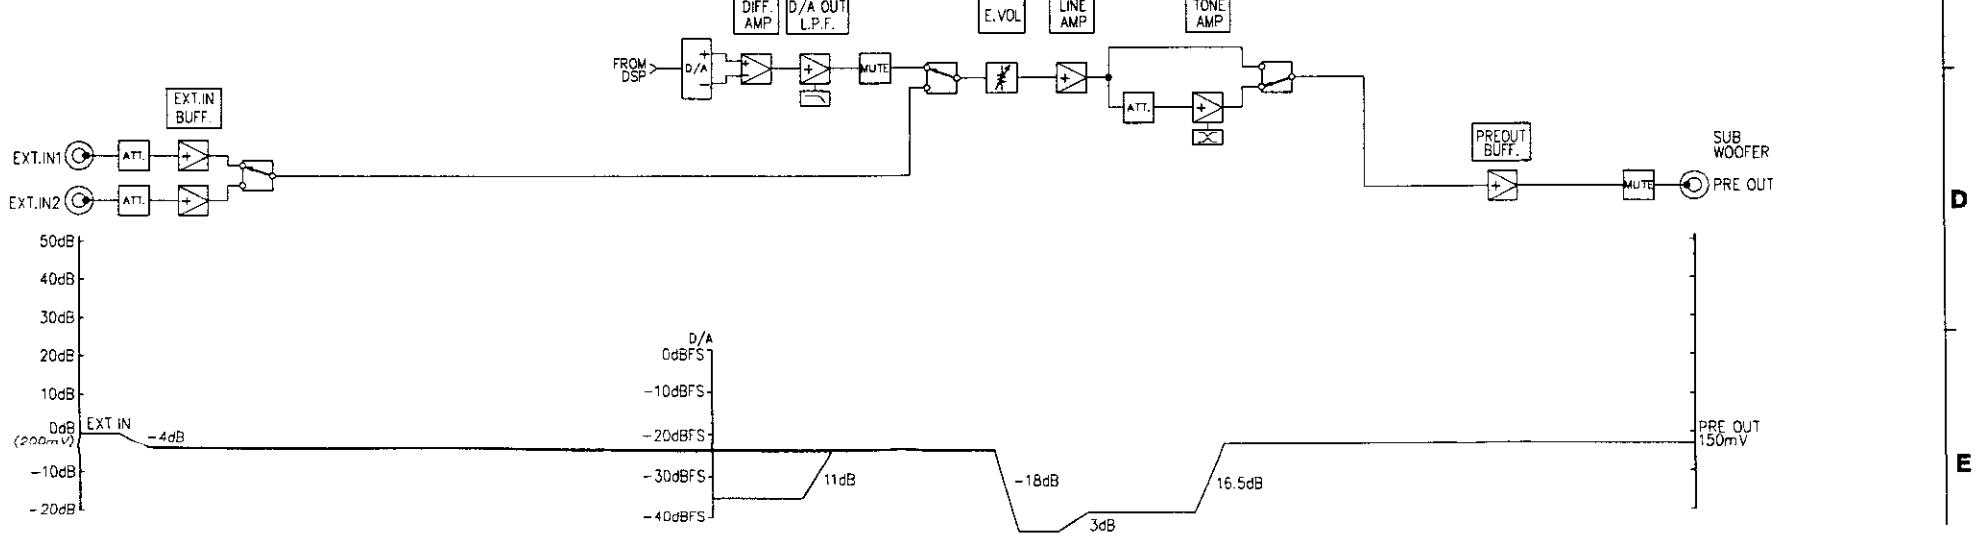 DIFF.
AMP
D/A OUT
L.P.F.
E.VOL
LINE
AMP
TONE
AMP
FROM
DSP
D/A
+
−
+
−
+
MUTE
+
ATT.
+
EXT.IN
BUFF.
EXT.IN1
ATT.
+
EXT.IN2
ATT.
+
PREOUT
BUFF.
+
MUTE
SUB
WOOFER
PRE OUT
D
50dB
40dB
30dB
20dB
10dB
0dB
(200mV)
-10dB
-20dB
EXT IN
-4dB
D/A
0dBFS
-10dBFS
-20dBFS
-30dBFS
-40dBFS
11dB
-18dB
3dB
16.5dB
PRE OUT
150mV
E